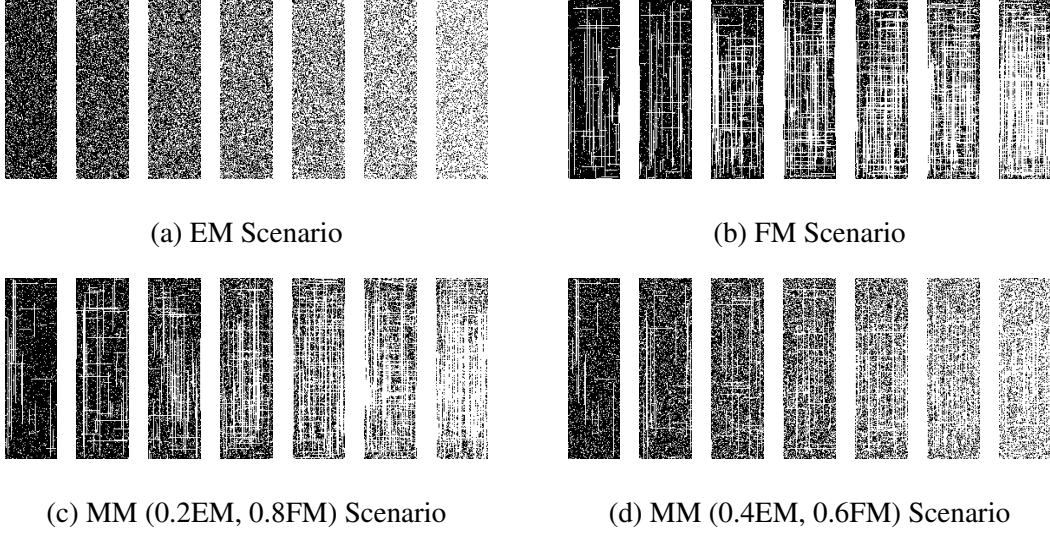 (a) EM Scenario
(b) FM Scenario
(c) MM (0.2EM, 0.8FM) Scenario
(d) MM (0.4EM, 0.6FM) Scenario